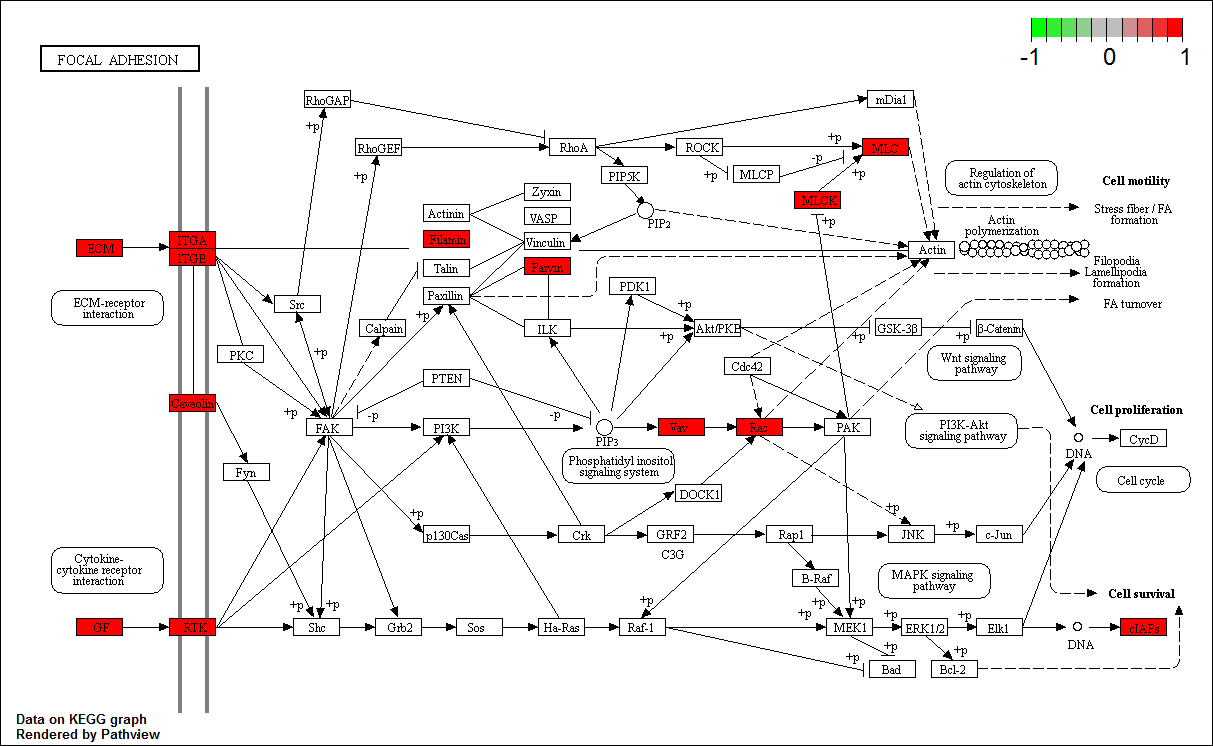 -1 0 1
FOCAL ADHESION
RhoGAP
mDia1
+p
RhoGEF
RhoA
ROCK
+p
MLC
-p
+p
PIP5K
+p
MLCP
+p
Regulation of
actin cytoskeleton
Cell motility
Zyxin
MLCK
Actinin
VASP
PIP2
+p
Stress fiber / FA
formation
Actin
polymerization
ECM
ITGA
ITGB
Filamin
Vinculin
Actin
Talin
Parvin
Filopodia
Lamellipodia
formation
ECM-receptor
interaction
Src
Paxillin
PDK1
+p
FA turnover
Calpain
+p
ILK
+p
Akt/PKB
+p
GSK-3β
+p
β-Catenin
PKC
+p
Cdc42
Wnt signaling
pathway
PTEN
Caveolin
+p
-p
-p
Cell proliferation
FAK
PI3K
PIP3
Vav
Rac
PAK
PI3K-Akt
signaling pathway
CycD
DNA
Phosphatidyl inositol
signaling system
Fyn
Cell cycle
DOCK1
+p
+p
p130Cas
Crk
GRF2
Rap1
JNK
+p
c-Jun
C3G
Cytokine-
cytokine receptor
interaction
B-Raf
MAPK signaling
pathway
Cell survival
+p
+p
+p
+p
+p
+p
+p
+p
GF
RTK
Shc
Grb2
Sos
Ha-Ras
Raf-1
MEK1
ERK1/2
Elk1
cIAPs
DNA
+p
+p
+p
Bad
Bcl-2
Data on KEGG graph
Rendered by Pathview